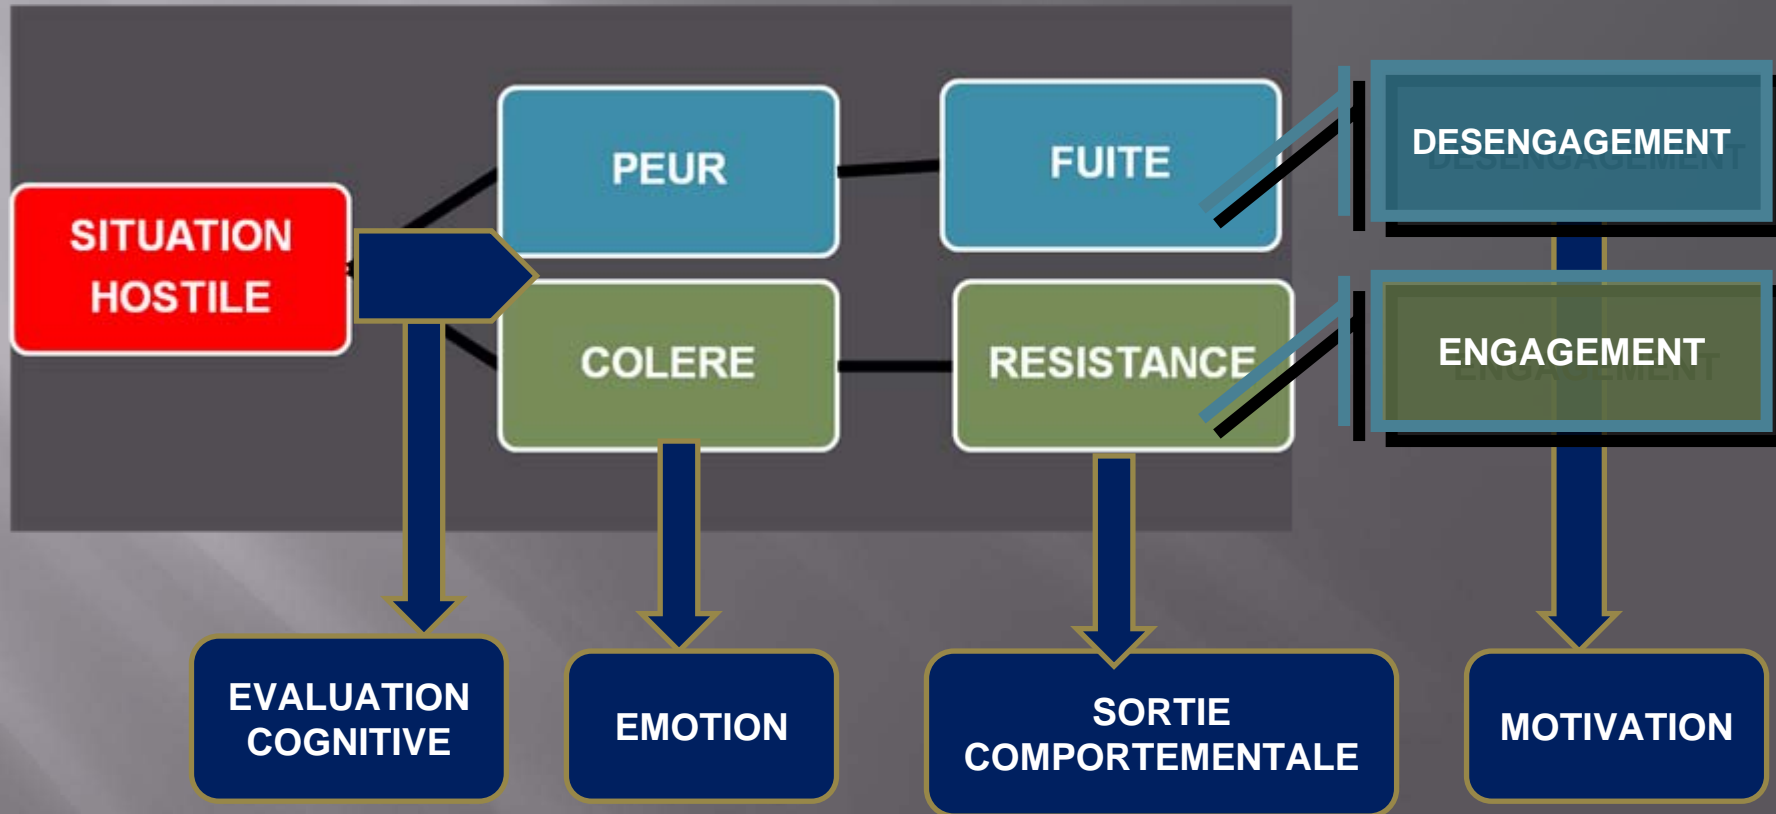 SITUATION
HOSTILE
PEUR
FUITE
DESENGAGEMENT
COLERE
RESISTANCE
ENGAGEMENT
EVALUATION
COGNITIVE
EMOTION
SORTIE
COMPORTEMENTALE
MOTIVATION